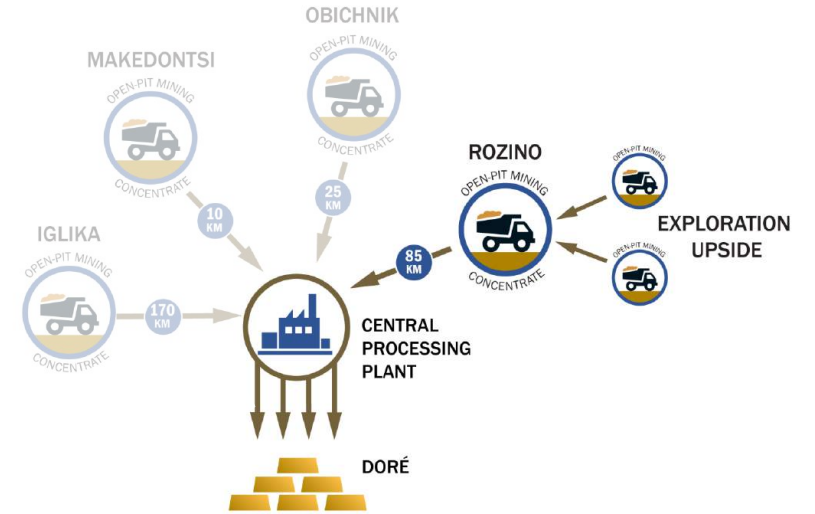 OBICHNIK
OPEN-PIT MINING
CONCENTRATE
MAKEDONTSI
OPEN-PIT MINING
CONCENTRATE
25
KM
10
KM
ROZINO
OPEN-PIT MINING
CONCENTRATE
OPEN-PIT MINING
OPEN-PIT MINING
EXPLORATION
UPSIDE
IGLIKA
OPEN-PIT MINING
CONCENTRATE
170
KM
85
KM
CENTRAL
PROCESSING
PLANT
DORÉ